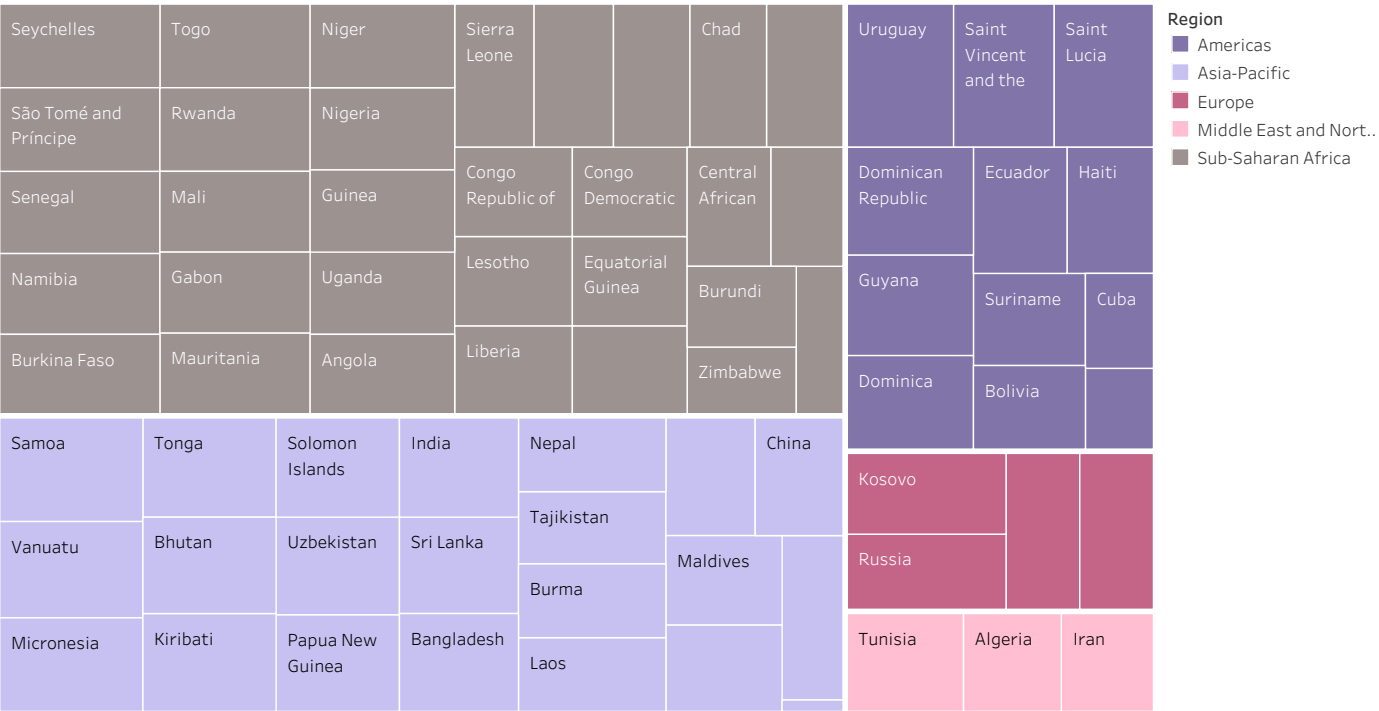 Seychelles
Togo
Niger
Sierra
Leone
Chad
São Tomé and
Príncipe
Rwanda
Nigeria
Senegal
Mali
Guinea
Congo
Republic of
Congo
Democratic
Central
African
Namibia
Gabon
Uganda
Lesotho
Equatorial
Guinea
Burundi
Burkina Faso
Mauritania
Angola
Liberia
Zimbabwe
Uruguay
Saint
Vincent
and the
Saint
Lucia
Dominican
Republic
Ecuador
Haiti
Guyana
Suriname
Cuba
Dominica
Bolivia
Samoa
Tonga
Solomon
Islands
India
Nepal
China
Vanuatu
Bhutan
Uzbekistan
Sri Lanka
Tajikistan
Maldives
Burma
Micronesia
Kiribati
Papua New
Guinea
Bangladesh
Laos
Kosovo
Russia
Tunisia
Algeria
Iran
Region
Americas
Asia-Pacific
Europe
Middle East and Nort..
Sub-Saharan Africa